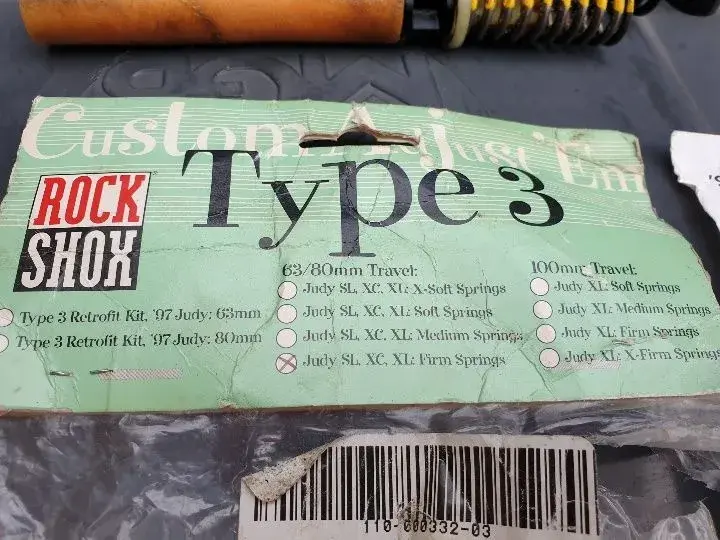 Custom Adjust 'Em
Type 3
ROCK
SHOX
Type 3 Retrofit Kit, '97 Judy: 63mm
Type 3 Retrofit Kit, '97 Judy: 80mm
63/80mm Travel:
Judy SL, XC, XL: X-Soft Springs
Judy SL, XC, XL: Soft Springs
Judy SL, XC, XL: Medium Springs
Judy SL, XC, XL: Firm Springs
100mm Travel:
Judy XL: Soft Springs
Judy XL: Medium Springs
Judy XL: Firm Springs
Judy XL: X-Firm Springs
110-000332-03